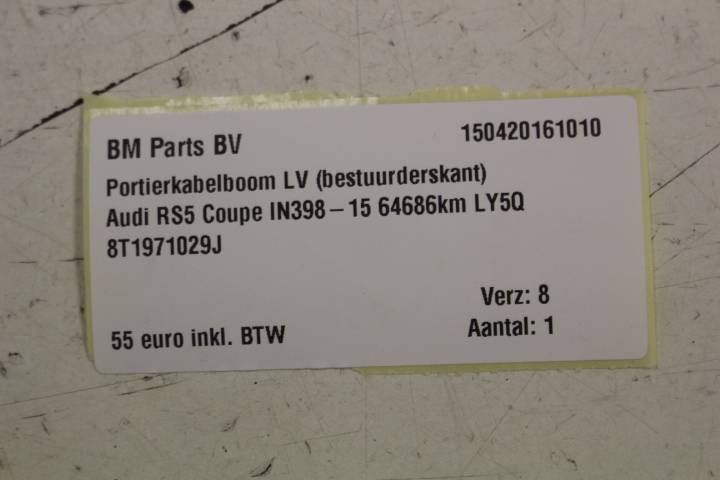 BM Parts BV 150420161010
Portierkabelboom LV (bestuurderskant)
Audi RS5 Coupe IN398-15 64686km LY5Q
8T1971029J
Verz: 8
55 euro inkl. BTW Aantal: 1